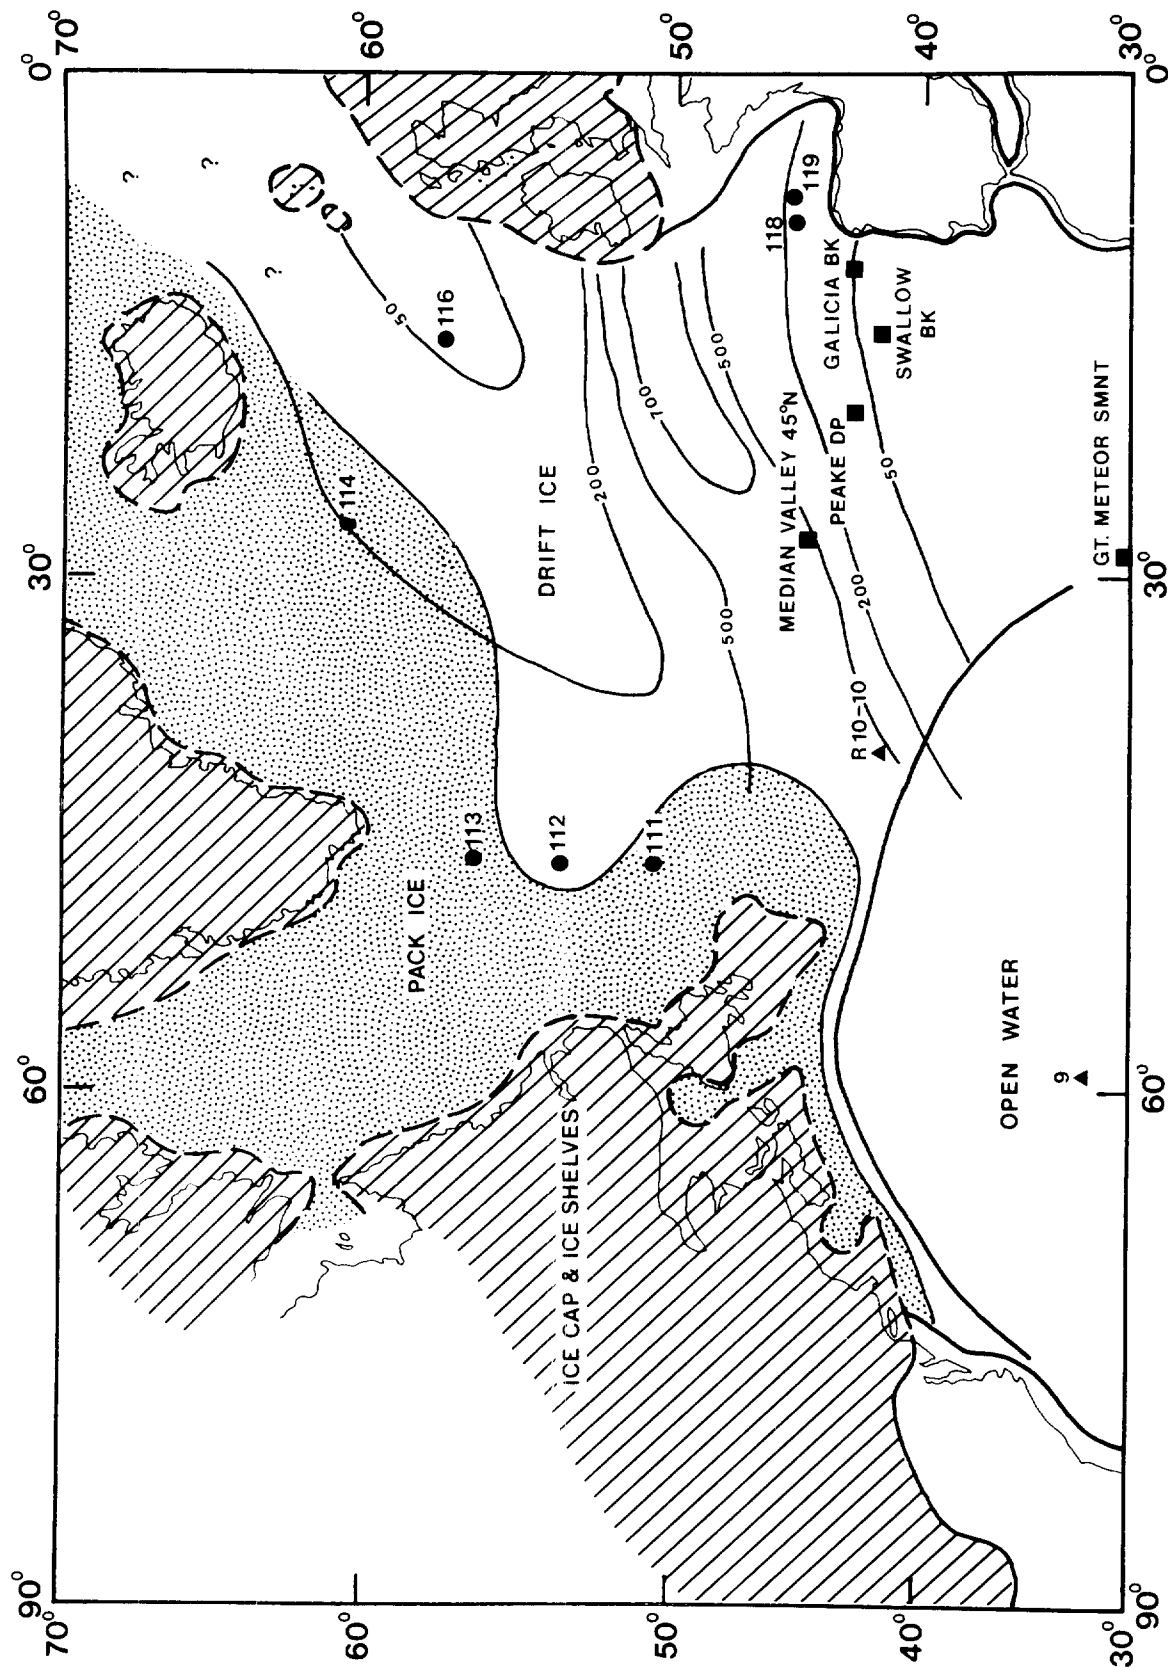 90° 60° 30° 0°
70° 70°
?
?
?
60° 60°
114
50
PACK ICE
116
113
DRIFT ICE
112
ICE CAP & ICE SHELVES
200
111
700
50° 50°
500
500
118
MEDIAN VALLEY 45°N
119
GALICIA BK
PEAKE DP
R10-10
200
50
SWALLOW
BK
40° 40°
OPEN WATER
9
GT. METEOR SMNT
30° 30°
90° 60° 30° 0°